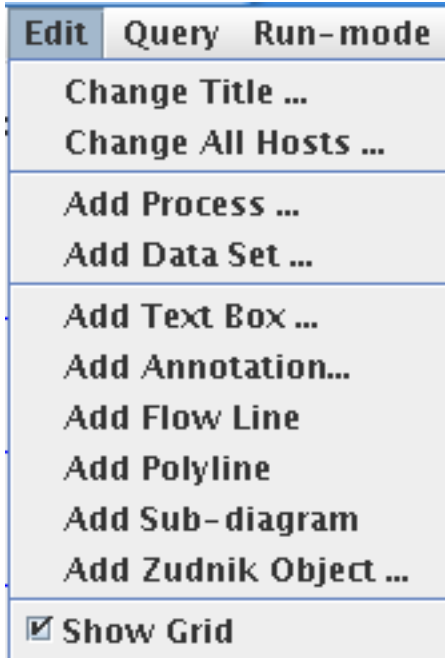 Edit Query Run-mode
Change Title ...
Change All Hosts ...
Add Process ...
Add Data Set ...
Add Text Box ...
Add Annotation...
Add Flow Line
Add Polyline
Add Sub-diagram
Add Zudnik Object ...
Show Grid